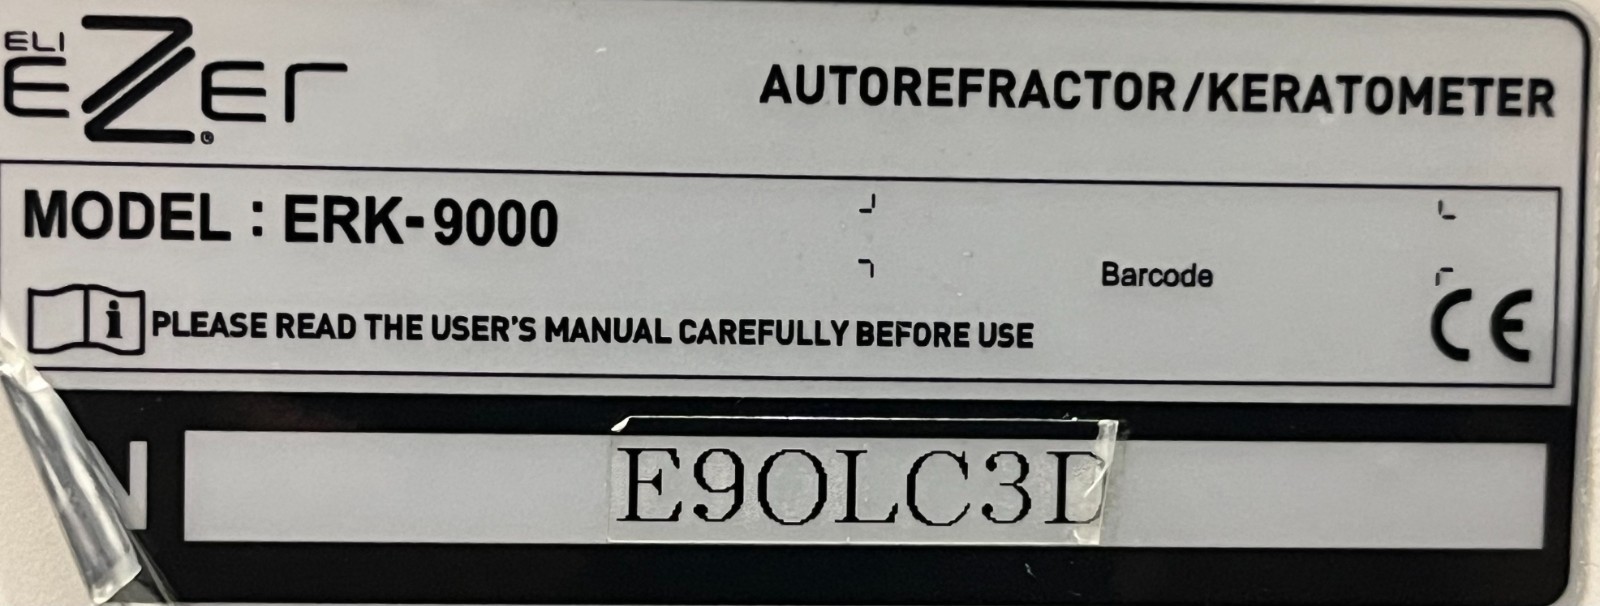 ELI
EZER
AUTOREFRACTOR/KERATOMETER
MODEL : ERK-9000
Barcode
i PLEASE READ THE USER'S MANUAL CAREFULLY BEFORE USE
CE
N
E9OLC3D